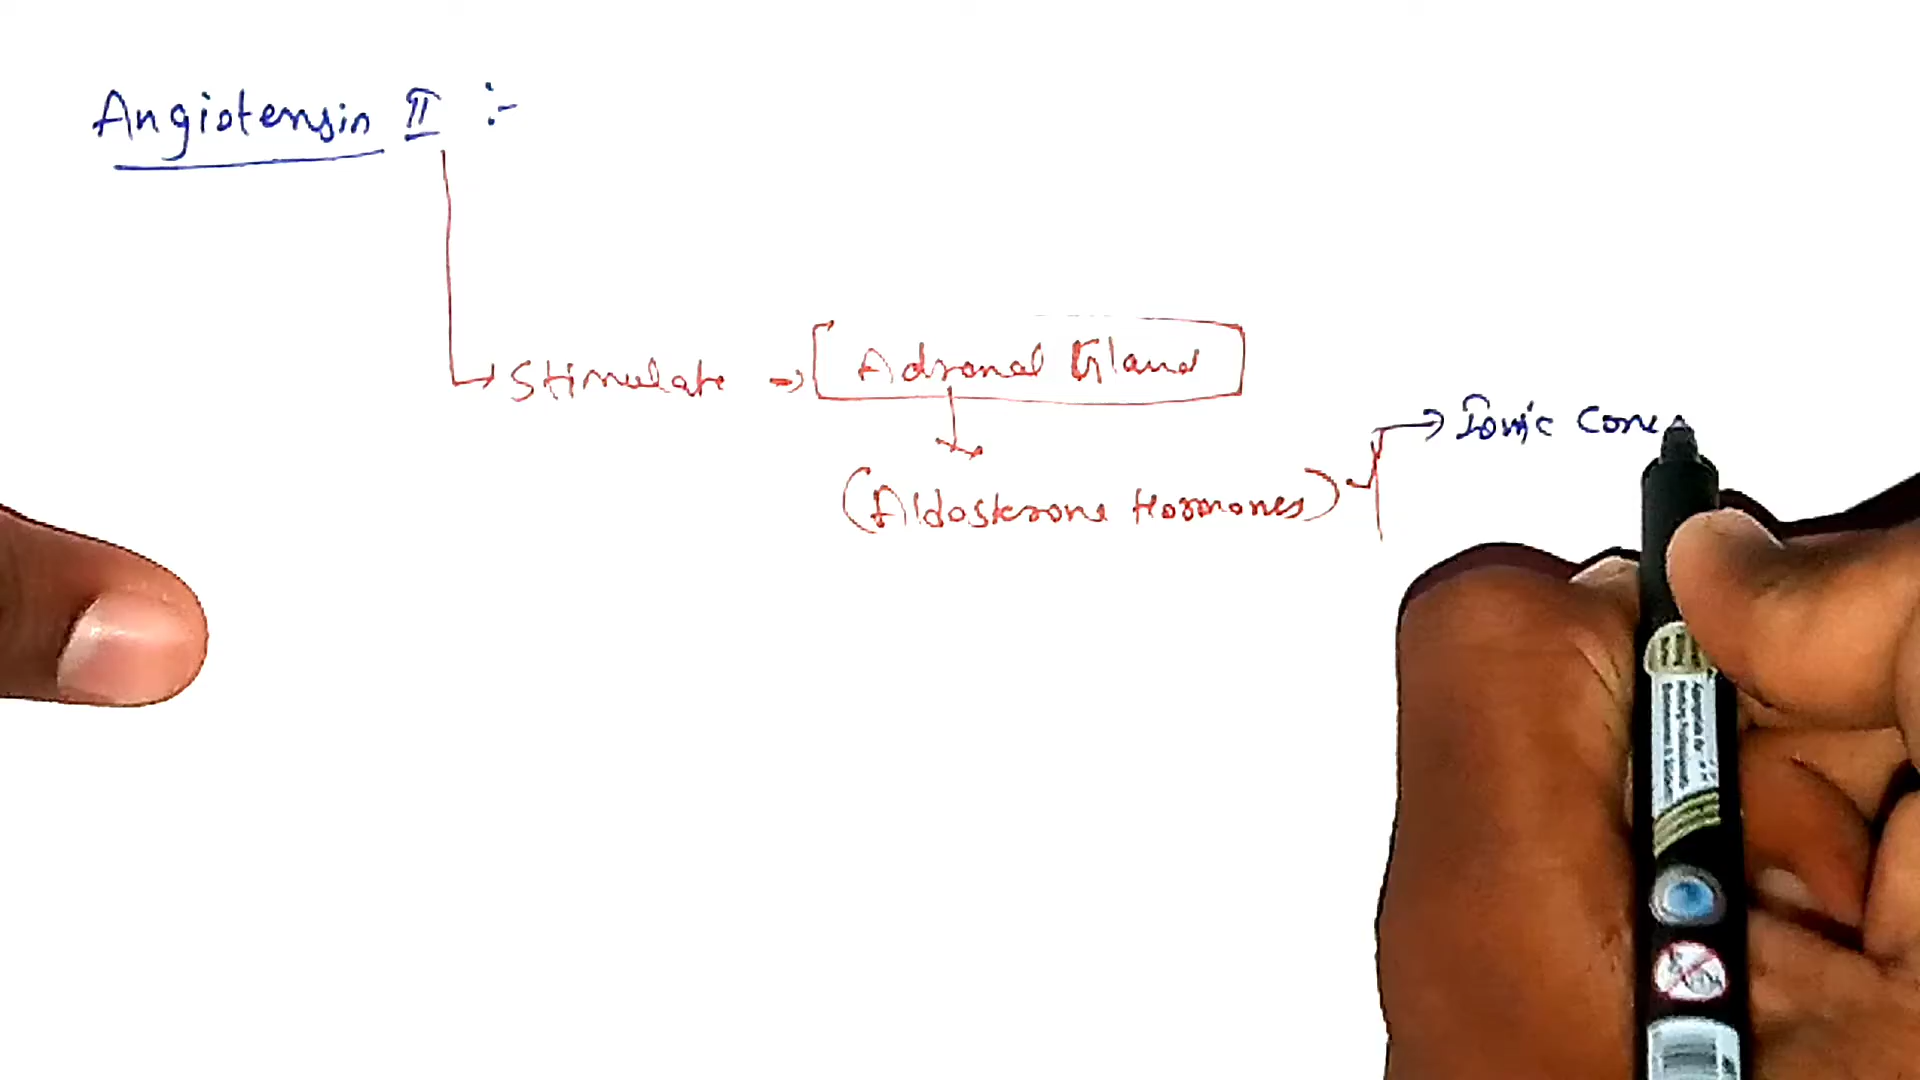 Angiotensin II :-
Stimulate → [Adrenal Gland]
→ Ionic Conc
(Aldosterone Hormones)